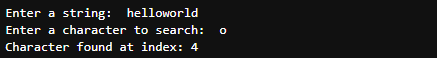 Enter a string:  helloworld
Enter a character to search:  o
Character found at index: 4